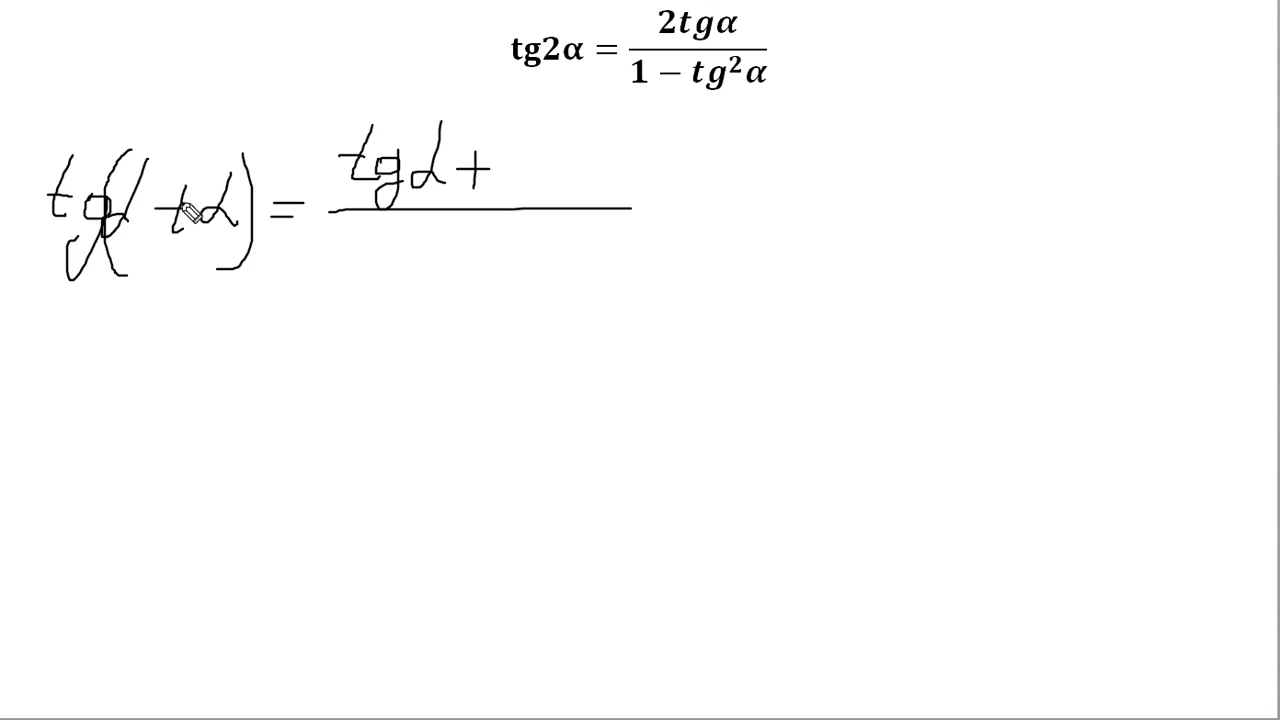 tg2α = 2tgα / 1 − tg²α
tg(α + α) = tgα +